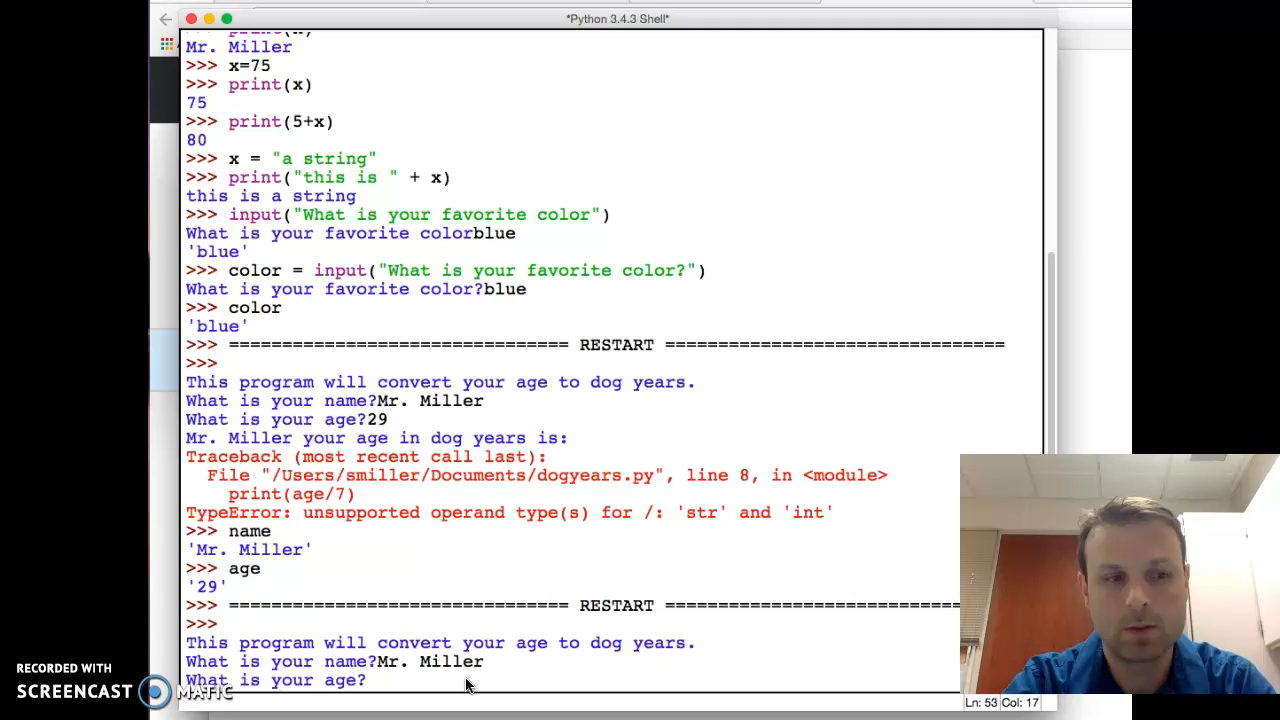 *Python 3.4.3 Shell*
Mr. Miller
>>> x=75
>>> print(x)
75
>>> print(5+x)
80
>>> x = "a string"
>>> print("this is " + x)
this is a string
>>> input("What is your favorite color")
What is your favorite colorblue
'blue'
>>> color = input("What is your favorite color?")
What is your favorite color?blue
>>> color
'blue'
>>> ================================ RESTART ================================
>>>
This program will convert your age to dog years.
What is your name?Mr. Miller
What is your age?29
Mr. Miller your age in dog years is:
Traceback (most recent call last):
  File "/Users/smiller/Documents/dogyears.py", line 8, in <module>
    print(age/7)
TypeError: unsupported operand type(s) for /: 'str' and 'int'
>>> name
'Mr. Miller'
>>> age
'29'
>>> ================================ RESTART ============================
>>>
This program will convert your age to dog years.
What is your name?Mr. Miller
What is your age?
Ln: 53 Col: 17
RECORDED WITH
SCREENCAST MATIC